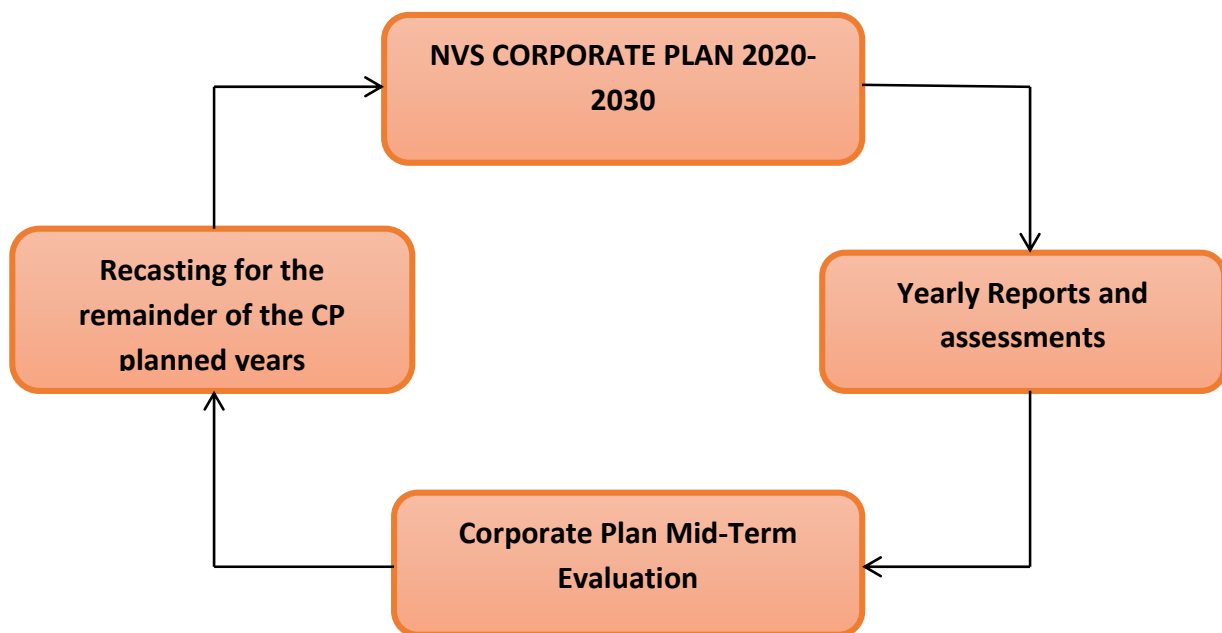 NVS CORPORATE PLAN 2020-
2030
Yearly Reports and
assessments
Corporate Plan Mid-Term
Evaluation
Recasting for the
remainder of the CP
planned years